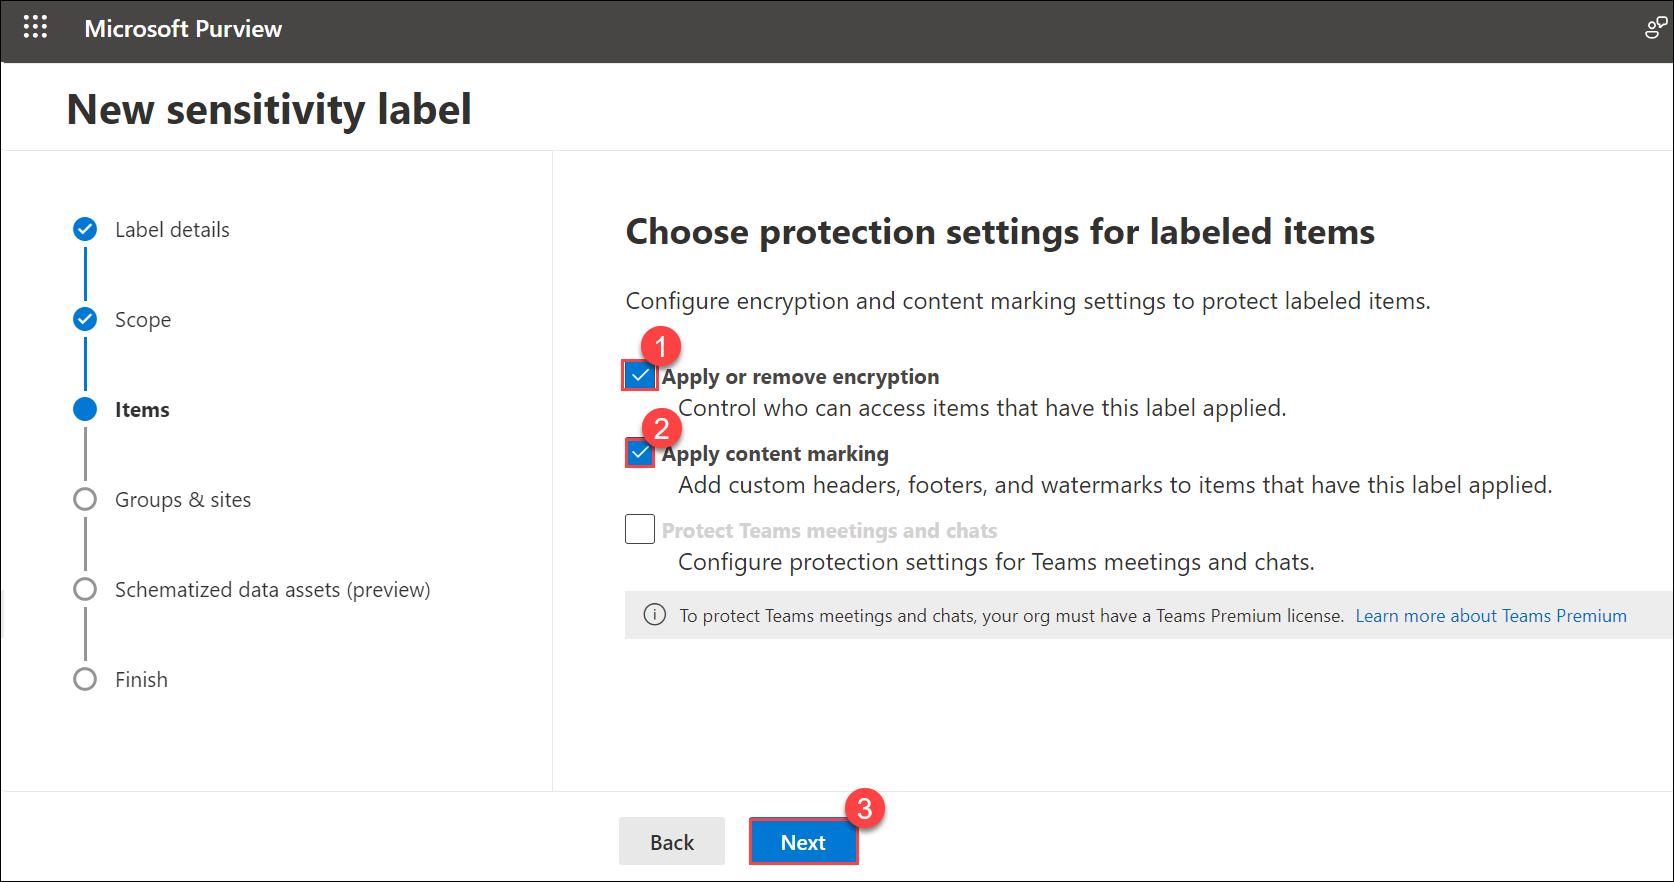 Microsoft Purview
New sensitivity label
Label details
Scope
Items
Groups & sites
Schematized data assets (preview)
Finish
Choose protection settings for labeled items
Configure encryption and content marking settings to protect labeled items.
1
Apply or remove encryption
Control who can access items that have this label applied.
2
Apply content marking
Add custom headers, footers, and watermarks to items that have this label applied.
Protect Teams meetings and chats
Configure protection settings for Teams meetings and chats.
To protect Teams meetings and chats, your org must have a Teams Premium license. Learn more about Teams Premium
3
Back Next